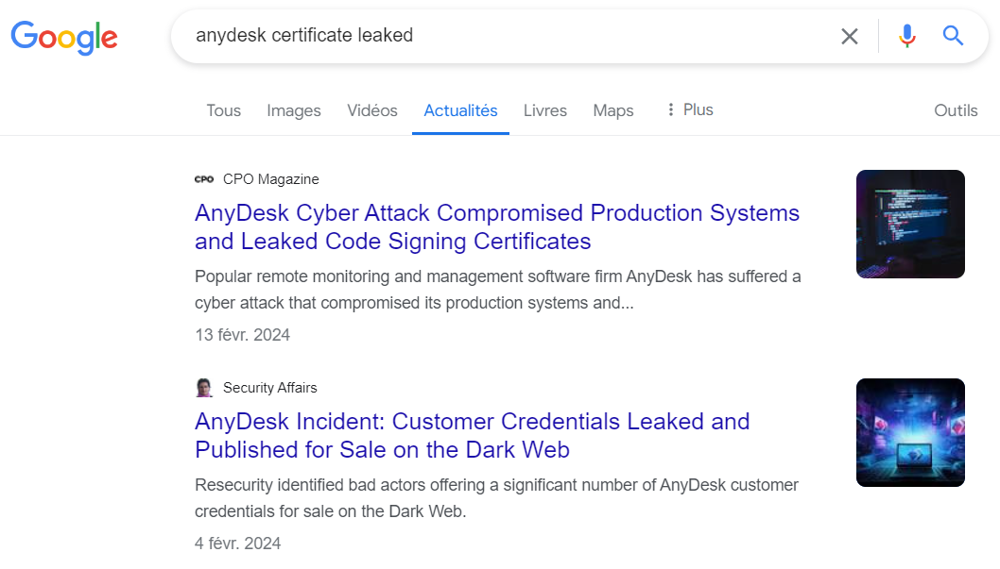 Google
anydesk certificate leaked
Tous Images Vidéos Actualités Livres Maps Plus Outils
CPO CPO Magazine
AnyDesk Cyber Attack Compromised Production Systems
and Leaked Code Signing Certificates
Popular remote monitoring and management software firm AnyDesk has suffered a
cyber attack that compromised its production systems and...
13 févr. 2024
Security Affairs
AnyDesk Incident: Customer Credentials Leaked and
Published for Sale on the Dark Web
Resecurity identified bad actors offering a significant number of AnyDesk customer
credentials for sale on the Dark Web.
4 févr. 2024